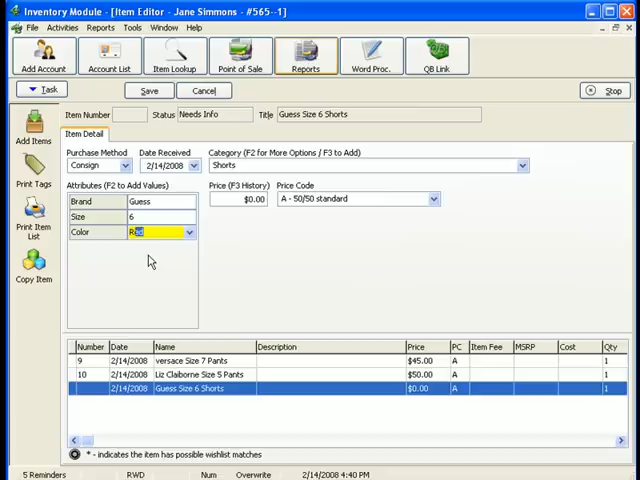 Inventory Module - [Item Editor - Jane Simmons - #565--1]
File Activities Reports Tools Window Help
Add Account Account List Item Lookup Point of Sale Reports Word Proc. QB Link
Task Save Cancel Stop
Item Number Status Needs Info Title Guess Size 6 Shorts
Add Items
Print Tags
Print Item List
Copy Item
Item Detail
Purchase Method Date Received Category (F2 for More Options / F3 to Add)
Consign 2/14/2008 Shorts
Attributes (F2 to Add Values) Price (F3 History) Price Code
Brand Guess $0.00 A - 50/50 standard
Size 6
Color Red
Number Date Name Description Price PC Item Fee MSRP Cost Qty
9 2/14/2008 versace Size 7 Pants $45.00 A 1
10 2/14/2008 Liz Claiborne Size 5 Pants $50.00 A 1
2/14/2008 Guess Size 6 Shorts $0.00 A 1
* - indicates the item has possible wishlist matches
5 Reminders RWD Num Overwrite 2/14/2008 4:40 PM